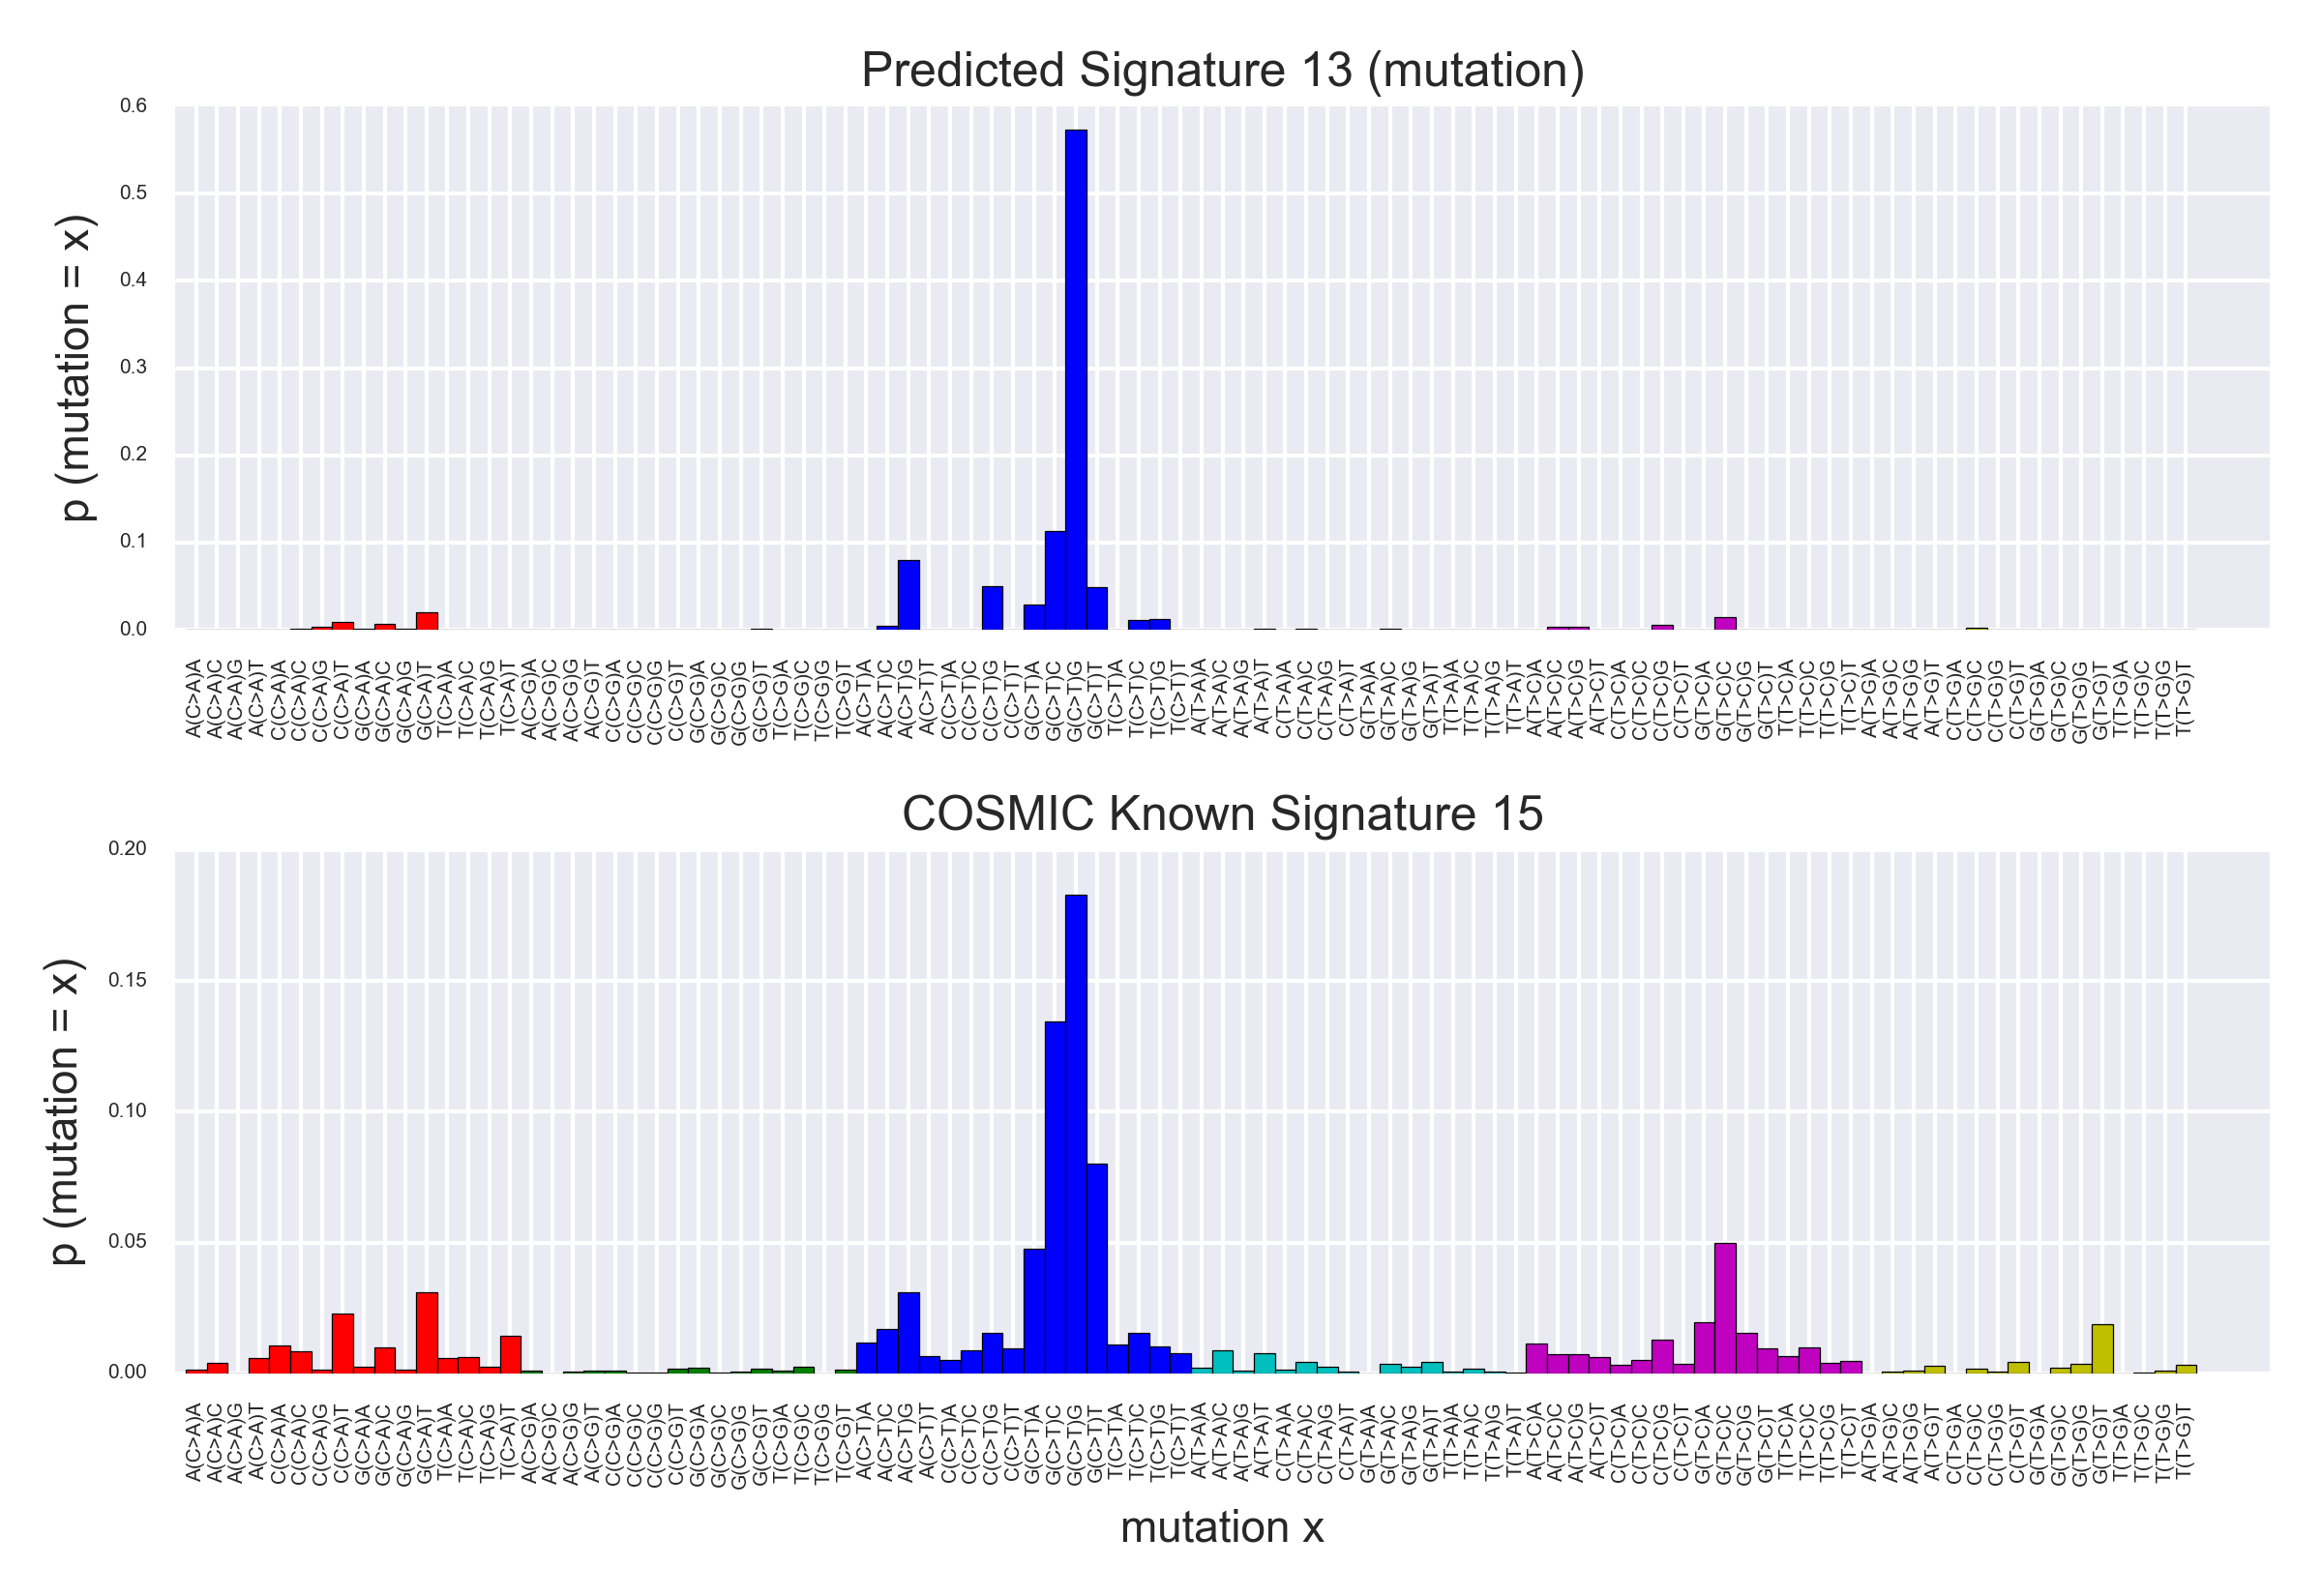 Predicted Signature 13 (mutation)
p (mutation = x)
0.6
0.5
0.4
0.3
0.2
0.1
0.0
A(C>A)A A(C>A)C A(C>A)G A(C>A)T C(C>A)A C(C>A)C C(C>A)G C(C>A)T G(C>A)A G(C>A)C G(C>A)G G(C>A)T T(C>A)A T(C>A)C T(C>A)G T(C>A)T A(C>G)A A(C>G)C A(C>G)G A(C>G)T C(C>G)A C(C>G)C C(C>G)G C(C>G)T G(C>G)A G(C>G)C G(C>G)G G(C>G)T T(C>G)A T(C>G)C T(C>G)G T(C>G)T A(C>T)A A(C>T)C A(C>T)G A(C>T)T C(C>T)A C(C>T)C C(C>T)G C(C>T)T G(C>T)A G(C>T)C G(C>T)G G(C>T)T T(C>T)A T(C>T)C T(C>T)G T(C>T)T A(T>A)A A(T>A)C A(T>A)G A(T>A)T C(T>A)A C(T>A)C C(T>A)G C(T>A)T G(T>A)A G(T>A)C G(T>A)G G(T>A)T T(T>A)A T(T>A)C T(T>A)G T(T>A)T A(T>C)A A(T>C)C A(T>C)G A(T>C)T C(T>C)A C(T>C)C C(T>C)G C(T>C)T G(T>C)A G(T>C)C G(T>C)G G(T>C)T T(T>C)A T(T>C)C T(T>C)G T(T>C)T A(T>G)A A(T>G)C A(T>G)G A(T>G)T C(T>G)A C(T>G)C C(T>G)G C(T>G)T G(T>G)A G(T>G)C G(T>G)G G(T>G)T T(T>G)A T(T>G)C T(T>G)G T(T>G)T
COSMIC Known Signature 15
p (mutation = x)
0.20
0.15
0.10
0.05
0.00
A(C>A)A A(C>A)C A(C>A)G A(C>A)T C(C>A)A C(C>A)C C(C>A)G C(C>A)T G(C>A)A G(C>A)C G(C>A)G G(C>A)T T(C>A)A T(C>A)C T(C>A)G T(C>A)T A(C>G)A A(C>G)C A(C>G)G A(C>G)T C(C>G)A C(C>G)C C(C>G)G C(C>G)T G(C>G)A G(C>G)C G(C>G)G G(C>G)T T(C>G)A T(C>G)C T(C>G)G T(C>G)T A(C>T)A A(C>T)C A(C>T)G A(C>T)T C(C>T)A C(C>T)C C(C>T)G C(C>T)T G(C>T)A G(C>T)C G(C>T)G G(C>T)T T(C>T)A T(C>T)C T(C>T)G T(C>T)T A(T>A)A A(T>A)C A(T>A)G A(T>A)T C(T>A)A C(T>A)C C(T>A)G C(T>A)T G(T>A)A G(T>A)C G(T>A)G G(T>A)T T(T>A)A T(T>A)C T(T>A)G T(T>A)T A(T>C)A A(T>C)C A(T>C)G A(T>C)T C(T>C)A C(T>C)C C(T>C)G C(T>C)T G(T>C)A G(T>C)C G(T>C)G G(T>C)T T(T>C)A T(T>C)C T(T>C)G T(T>C)T A(T>G)A A(T>G)C A(T>G)G A(T>G)T C(T>G)A C(T>G)C C(T>G)G C(T>G)T G(T>G)A G(T>G)C G(T>G)G G(T>G)T T(T>G)A T(T>G)C T(T>G)G T(T>G)T
mutation x